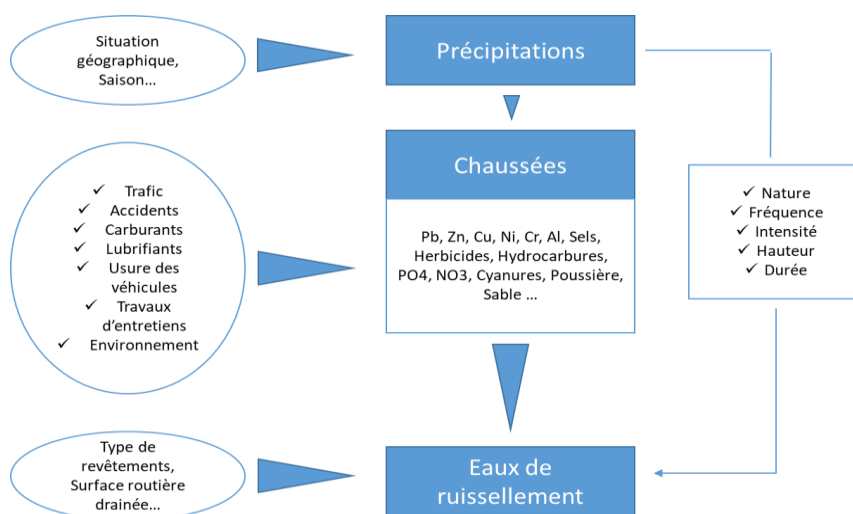 Situation
géographique,
Saison...
Précipitations
Chaussées
✓ Trafic
✓ Accidents
✓ Carburants
✓ Lubrifiants
✓ Usure des
véhicules
✓ Travaux
d'entretiens
✓ Environnement
Pb, Zn, Cu, Ni, Cr, Al, Sels,
Herbicides, Hydrocarbures,
PO4, NO3, Cyanures, Poussière,
Sable ...
✓ Nature
✓ Fréquence
✓ Intensité
✓ Hauteur
✓ Durée
Type de
revêtements,
Surface routière
drainée...
Eaux de
ruissellement